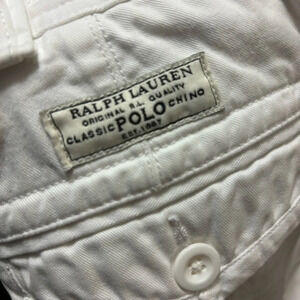 RALPH LAUREN
ORIGINAL R.L. QUALITY
CLASSIC POLO CHINO
EST. 1967